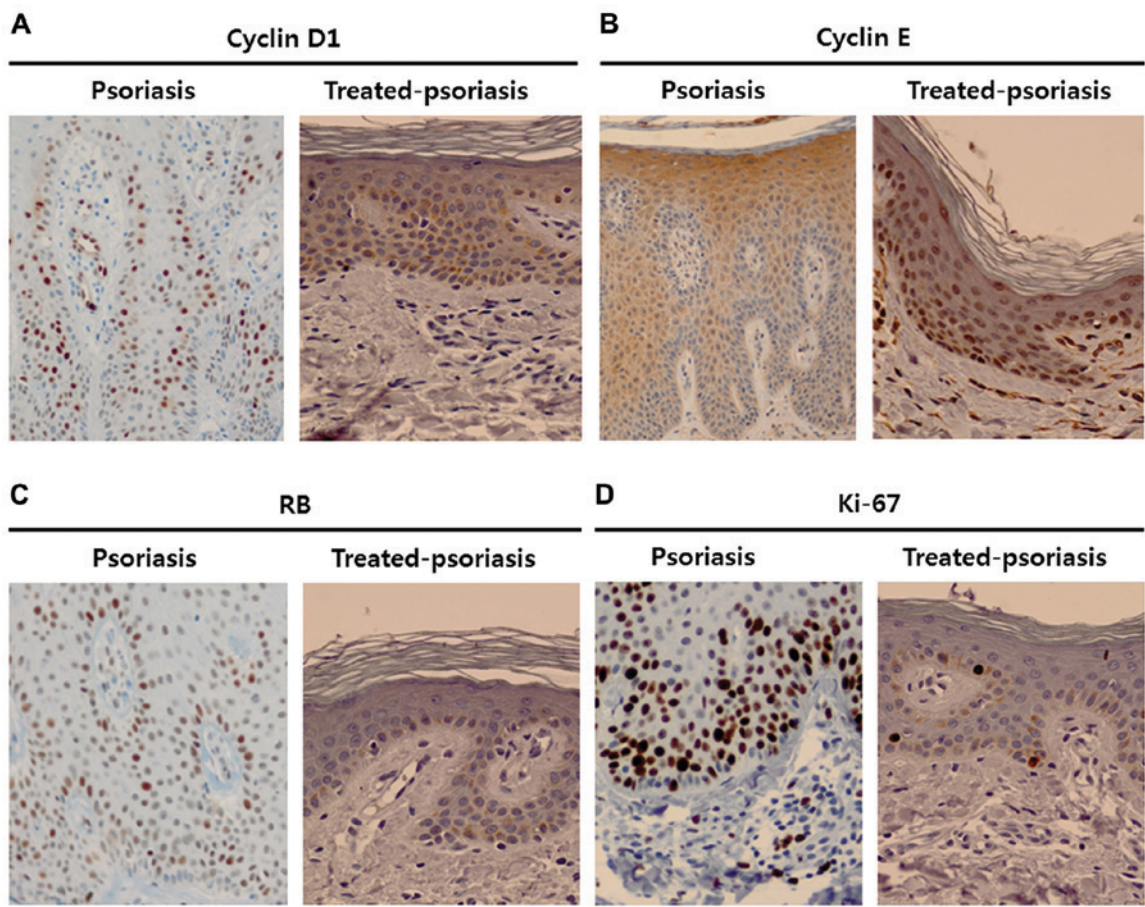 A
Cyclin D1
Psoriasis Treated-psoriasis
B
Cyclin E
Psoriasis Treated-psoriasis
C
RB
Psoriasis Treated-psoriasis
D
Ki-67
Psoriasis Treated-psoriasis